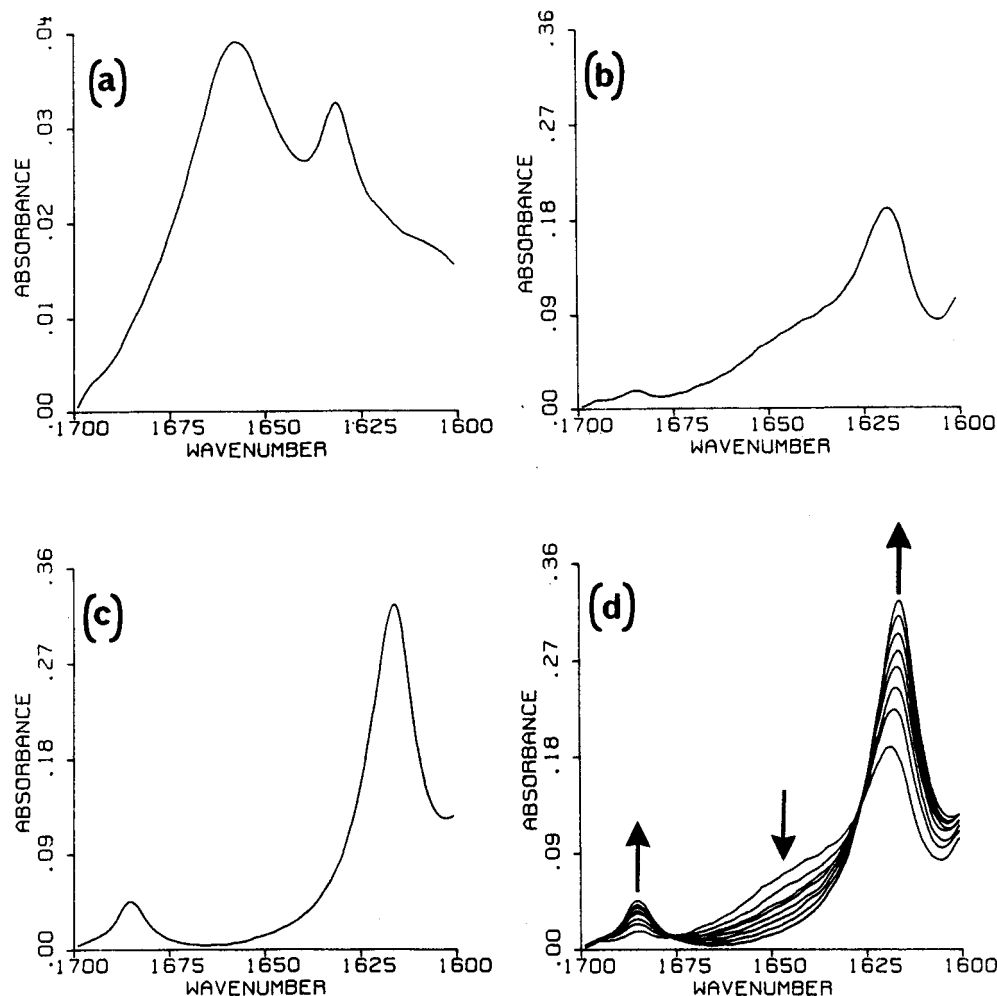 (a)
ABSORBANCE
.04
.03
.02
.01
.00
1700 1675 1650 1625 1600
WAVENUMBER
(b)
ABSORBANCE
.36
.27
.18
.09
.00
1700 1675 1650 1625 1600
WAVENUMBER
(c)
ABSORBANCE
.36
.27
.18
.09
.00
1700 1675 1650 1625 1600
WAVENUMBER
(d)
ABSORBANCE
.36
.27
.18
.09
.00
1700 1675 1650 1625 1600
WAVENUMBER